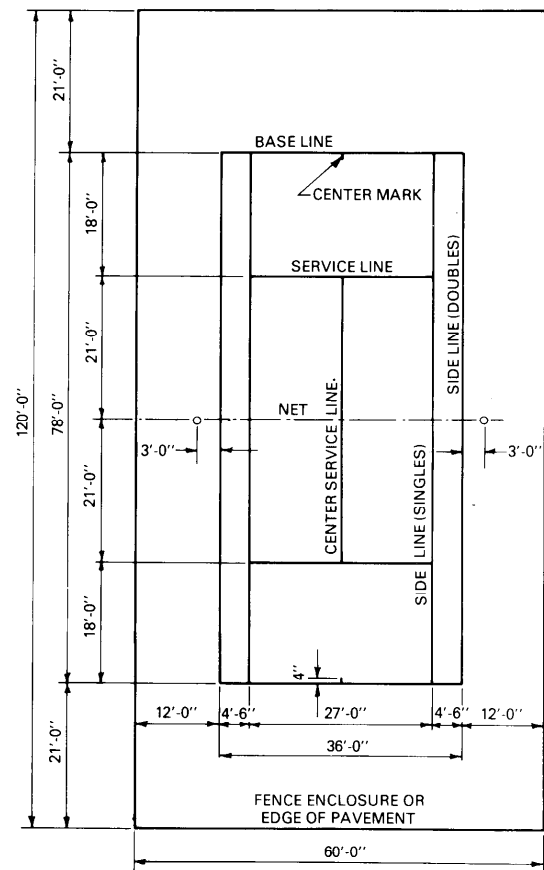 21'-0''
BASE LINE
CENTER MARK
18'-0''
SERVICE LINE
SIDE LINE (DOUBLES)
21'-0''
120'-0''
78'-0''
NET
CENTER SERVICE LINE
3'-0''
3'-0''
21'-0''
SIDE LINE (SINGLES)
18'-0''
4''
12'-0''
4'-6''
27'-0''
4'-6''
12'-0''
36'-0''
21'-0''
FENCE ENCLOSURE OR
EDGE OF PAVEMENT
60'-0''